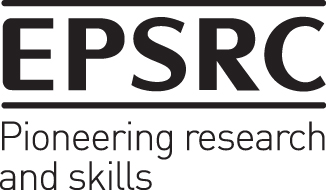 EPSRC
Pioneering research
and skills